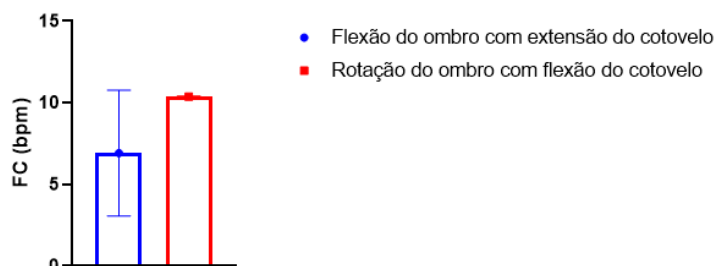 15
10
5
0
FC (bpm)
Flexão do ombro com extensão do cotovelo
Rotação do ombro com flexão do cotovelo